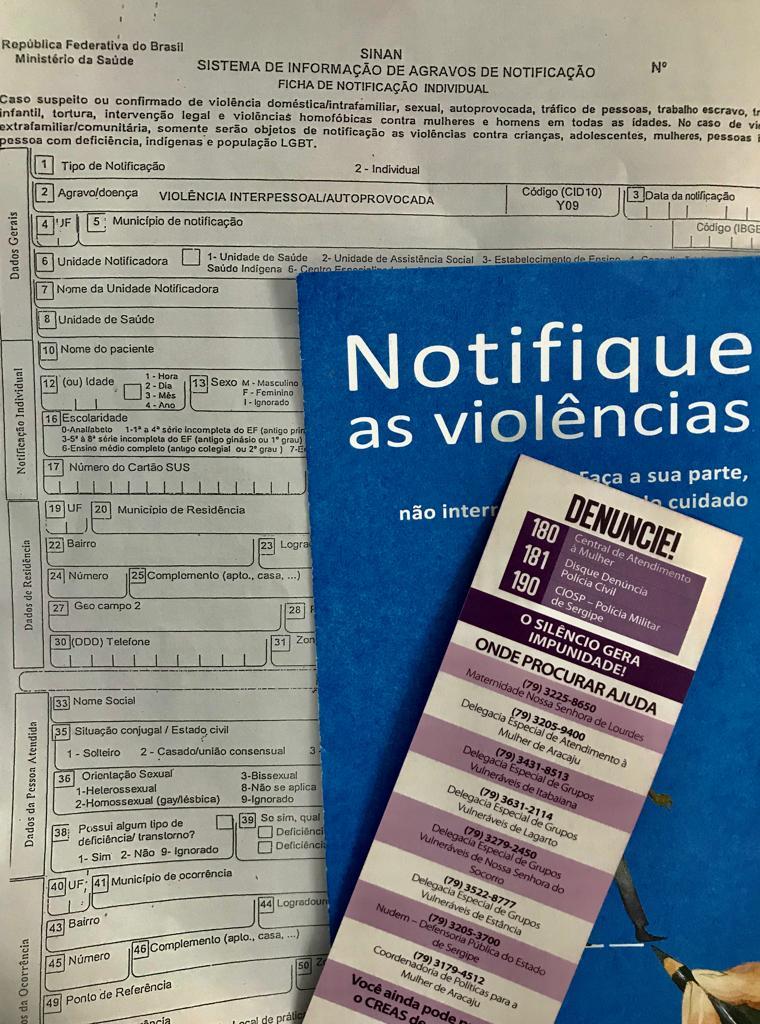 República Federativa do Brasil
Ministério da Saúde
SINAN
SISTEMA DE INFORMAÇÃO DE AGRAVOS DE NOTIFICAÇÃO
FICHA DE NOTIFICAÇÃO INDIVIDUAL
Nº
Caso suspeito ou confirmado de violência doméstica/intrafamiliar, sexual, autoprovocada, tráfico de pessoas, trabalho escravo,
infantil, tortura, intervenção legal e violências homofóbicas contra mulheres e homens em todas as idades. No caso de
extrafamiliar/comunitária, somente serão objetos de notificação as violências contra crianças, adolescentes, mulheres, pessoas
pessoa com deficiência, indígenas e população LGBT.
Dados Gerais
1 Tipo de Notificação 2 - Individual
2 Agravo/doença VIOLÊNCIA INTERPESSOAL/AUTOPROVOCADA
Código (CID10)
Y09
3 Data da notificação
4 UF 5 Município de notificação
Código (IBGE
6 Unidade Notificadora 1- Unidade de Saúde 2- Unidade de Assistência Social 3- Estabelecimento de Ensino
Saúdo Indígena 6- Centro
7 Nome da Unidade Notificadora
8 Unidade de Saúde
Notificação Individual
10 Nome do paciente
12 (ou) Idade
1 - Hora
2 - Dia
3 - Mês
4 - Ano
13 Sexo M - Masculino
F - Feminino
I - Ignorado
16 Escolaridade
0-Analfabeto 1-1ª a 4ª série incompleta do EF (antigo
3-5ª à 8ª série incompleta do EF (antigo ginásio ou 1º grau)
6-Ensino médio completo (antigo colegial ou 2º grau)
17 Número do Cartão SUS
Dados de Residência
19 UF 20 Município de Residência
22 Bairro 23
24 Número 25 Complemento (apto., casa, ...)
27 Geo campo 2 28
30 (DDD) Telefone 31
Dados da Pessoa Atendida
33 Nome Social
35 Situação conjugal / Estado civil
1 - Solteiro 2 - Casado/união consensual 3
36 Orientação Sexual
1-Heterossexual
2-Homossexual (gay/lésbica)
3-Bissexual
8-Não se aplica
9-Ignorado
38 Possui algum tipo de
deficiência/ transtorno?
1- Sim 2- Não 9- Ignorado
39 Se sim, qual
40 UF 41 Município de ocorrência
43 Bairro 44
45 Número 46 Complemento (apto., casa, ...)
49 Ponto de Referência 50
Notifique
as violências
Faça a sua parte,
não
cuidado
DENUNCIE!
180 Central de Atendimento
à Mulher
181 Disque Denúncia
Polícia Civil
190 CIOSP – Polícia Militar
de Sergipe
O SILÊNCIO GERA
IMPUNIDADE!
ONDE PROCURAR AJUDA
(79) 3225-8650
Maternidade Nossa Senhora de Lourdes
(79) 3205-9400
Delegacia Especial de Atendimento à
Mulher de Aracaju
(79) 3431-8513
Delegacia Especial de Grupos
Vulneráveis de Itabaiana
(79) 3631-2114
Delegacia Especial de Grupos
Vulneráveis de Lagarto
(79) 3279-2450
Delegacia Especial de Grupos
Vulneráveis de Nossa Senhora do
Socorro
(79) 3522-8777
Delegacia Especial de Grupos
Vulneráveis de Estância
(79) 3205-3700
Nudem – Defensoria Pública do Estado
de Sergipe
(79) 3179-4512
Coordenadoria de Políticas para a
Mulher de Aracaju
Você ainda pode
o CREAS